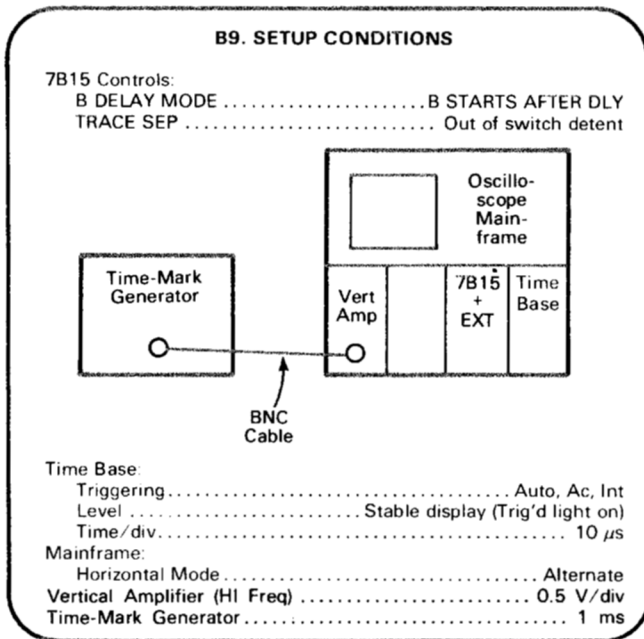 B9. SETUP CONDITIONS
7B15 Controls:
B DELAY MODE ....................... B STARTS AFTER DLY
TRACE SEP ............................ Out of switch detent
Oscillo-
scope
Main-
frame
Time-Mark
Generator
Vert
Amp
7B15
+
EXT
Time
Base
BNC
Cable
Time Base:
Triggering ...................................... Auto, Ac, Int
Level ................. Stable display (Trig'd light on)
Time/div ............................................. 10 μs
Mainframe:
Horizontal Mode .................................. Alternate
Vertical Amplifier (HI Freq) ......................... 0.5 V/div
Time-Mark Generator .................................... 1 ms